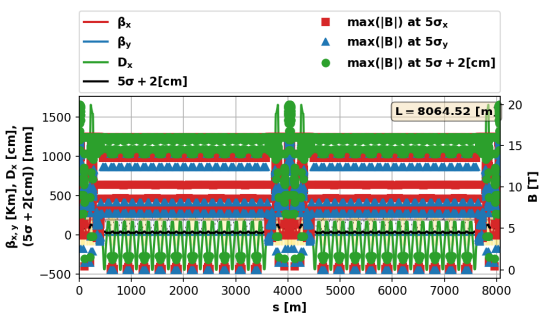 βx
βy
Dx
5σ + 2[cm]
max(|B|) at 5σx
max(|B|) at 5σy
max(|B|) at 5σ + 2[cm]
L = 8064.52 [m]
βx, y [Km], Dx [cm],
(5σ + 2[cm]) [mm]
1500
1000
500
0
−500
20
15
10
5
0
B [T]
0
1000
2000
3000
4000
5000
6000
7000
8000
s [m]